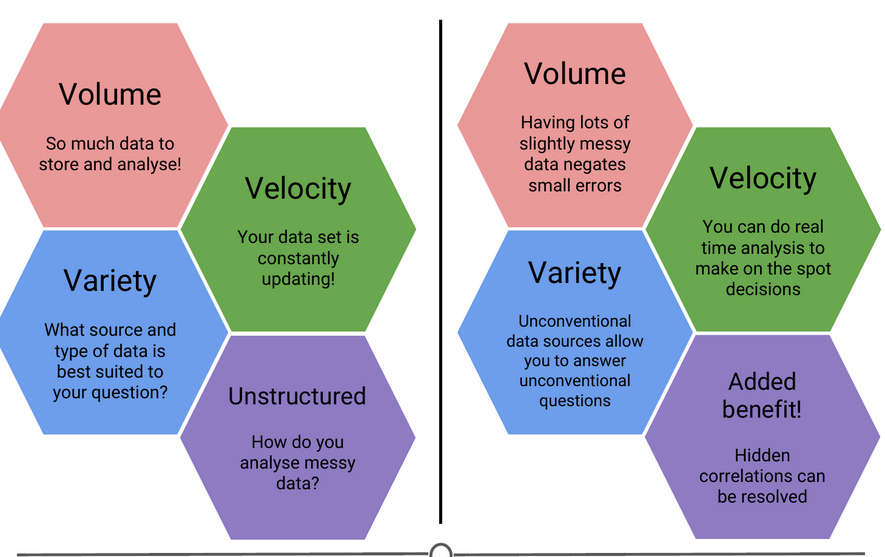 Volume
So much data to
store and analyse!
Velocity
Your data set is
constantly
updating!
Variety
What source and
type of data is
best suited to
your question?
Unstructured
How do you
analyse messy
data?
Volume
Having lots of
slightly messy
data negates
small errors
Velocity
You can do real
time analysis to
make on the spot
decisions
Variety
Unconventional
data sources allow
you to answer
unconventional
questions
Added
benefit!
Hidden
correlations can
be resolved